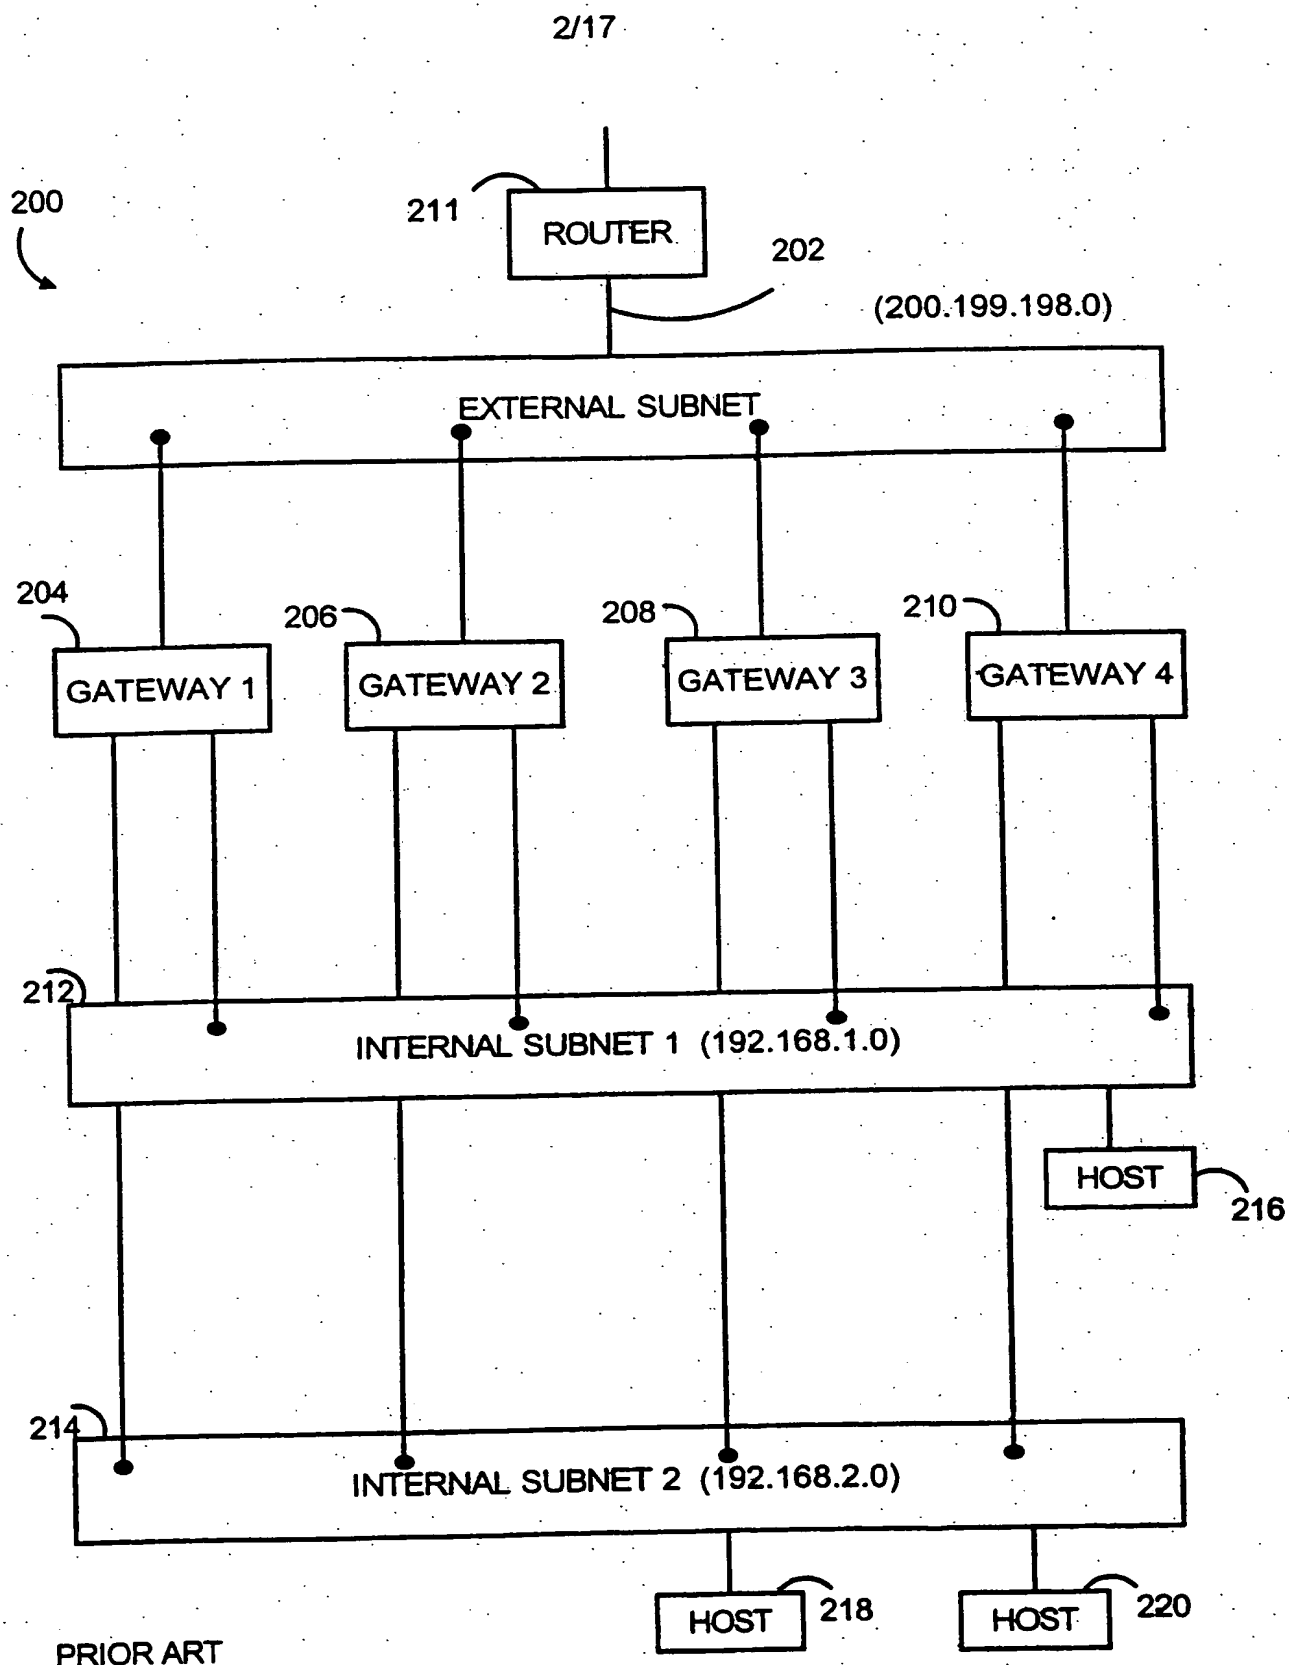 2/17
200
211
ROUTER
202
(200.199.198.0)
EXTERNAL SUBNET
204
206
208
210
GATEWAY 1
GATEWAY 2
GATEWAY 3
GATEWAY 4
212
INTERNAL SUBNET 1 (192.168.1.0)
HOST
216
214
INTERNAL SUBNET 2 (192.168.2.0)
HOST
218
HOST
220
PRIOR ART